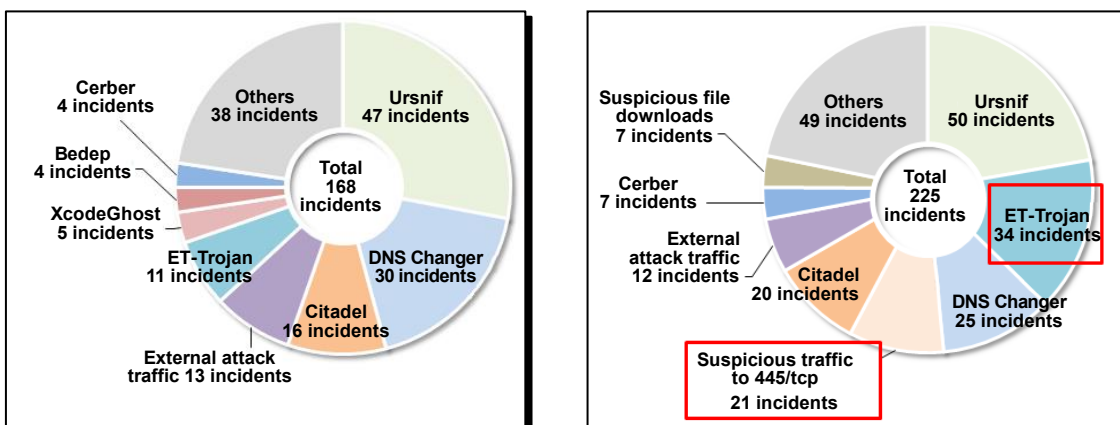 Others
38 incidents
Ursnif
47 incidents
DNS Changer
30 incidents
Citadel
16 incidents
External attack
traffic 13 incidents
ET-Trojan
11 incidents
XcodeGhost
5 incidents
Bedep
4 incidents
Cerber
4 incidents
Total
168
incidents
Others
49 incidents
Ursnif
50 incidents
ET-Trojan
34 incidents
DNS Changer
25 incidents
Suspicious traffic
to 445/tcp
21 incidents
Citadel
20 incidents
External
attack traffic
12 incidents
Cerber
7 incidents
Suspicious file
downloads
7 incidents
Total
225
incidents